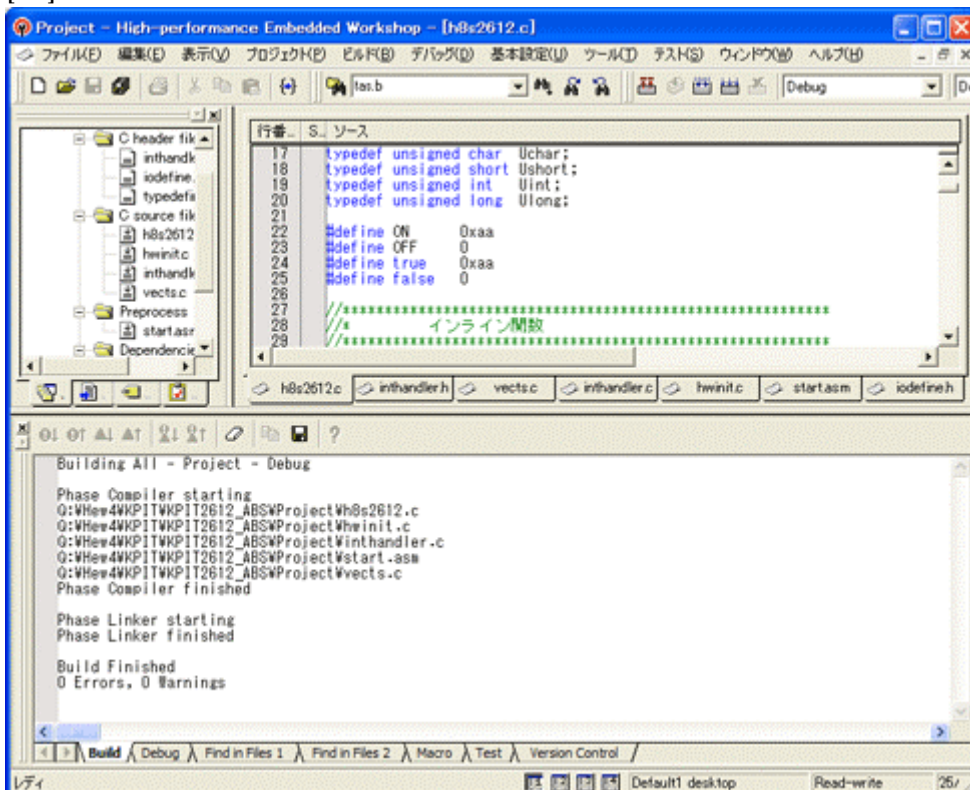 Project - High-performance Embedded Workshop - [h8s2612.c]
ファイル(F) 編集(E) 表示(V) プロジェクト(P) ビルド(B) デバッグ(D) 基本設定(U) ツール(T) テスト(S) ウィンドウ(W) ヘルプ(H)
tas.b Debug
C header file
inthandle
iodefine.
typedefin
C source file
h8s2612
hwinit.c
inthandle
vects.c
Preprocess
start.asm
Dependencie
行番.. S.. ソース
17 typedef unsigned char Uchar;
18 typedef unsigned short Ushort;
19 typedef unsigned int Uint;
20 typedef unsigned long Ulong;
21
22 #define ON 0xaa
23 #define OFF 0
24 #define true 0xaa
25 #define false 0
26
27 //***********************************************************
28 //* インライン関数
29 //***********************************************************
h8s2612.c inthandler.h vects.c inthandler.c hwinit.c start.asm iodefine.h
Building All - Project - Debug
Phase Compiler starting
Q:¥Hew4¥KPIT¥KPIT2612_ABS¥Project¥h8s2612.c
Q:¥Hew4¥KPIT¥KPIT2612_ABS¥Project¥hwinit.c
Q:¥Hew4¥KPIT¥KPIT2612_ABS¥Project¥inthandler.c
Q:¥Hew4¥KPIT¥KPIT2612_ABS¥Project¥start.asm
Q:¥Hew4¥KPIT¥KPIT2612_ABS¥Project¥vects.c
Phase Compiler finished
Phase Linker starting
Phase Linker finished
Build Finished
0 Errors, 0 Warnings
Build Debug Find in Files 1 Find in Files 2 Macro Test Version Control
レディ Default1 desktop Read-write 25/